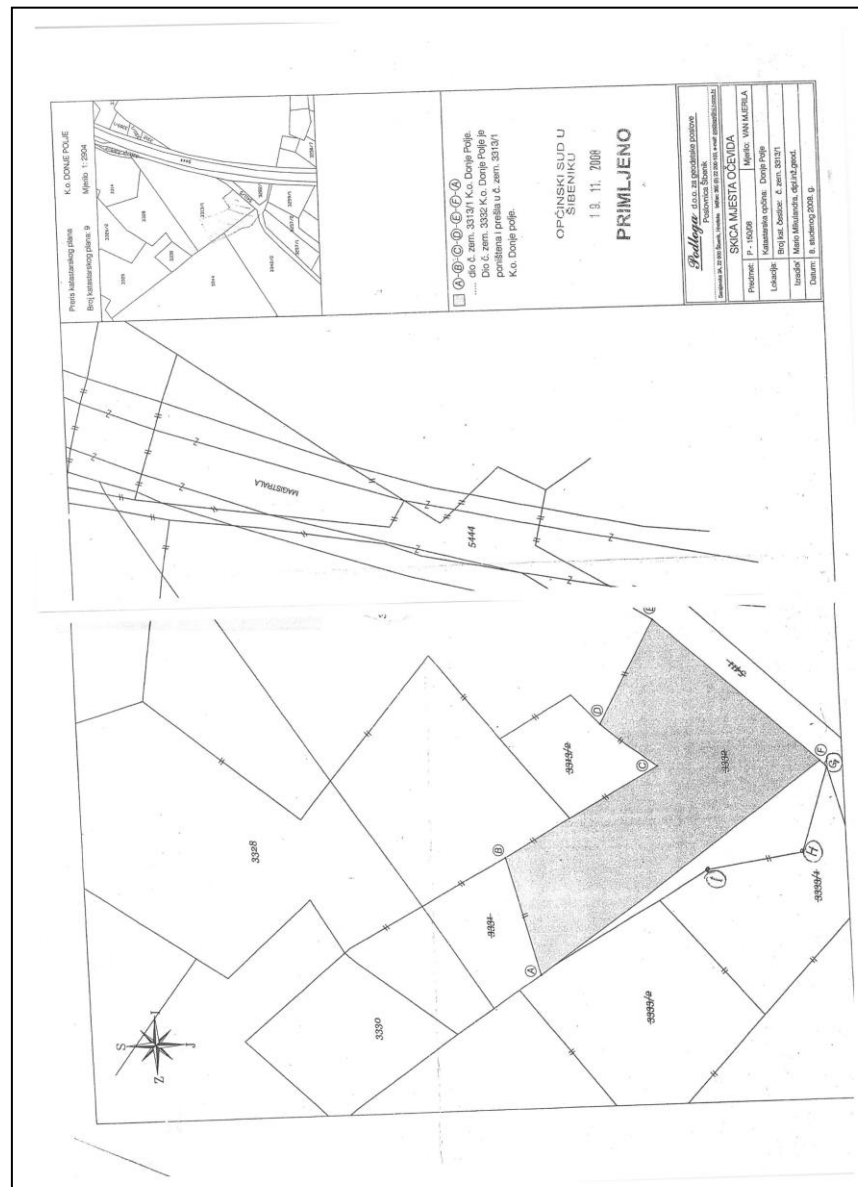 Prepis katastarskog plana
K.o. DONJE POLJE
Broj katastarskog plana: 9
Mjerilo 1: 2904
A-B-C-D-E-F-A
dio č. zem. 3313/1 K.o. Donje Polje.
Dio č. zem. 3332 K.o. Donje Polje je
poništena i prešla u č. zem. 3313/1
K.o. Donje polje.
OPĆINSKI SUD U
ŠIBENIKU
19. 11. 2008
PRIMLJENO
d.o.o. za geodetske poslove
Poslovnica Šibenik
SKICA MJESTA OČEVIDA
Predmet: P - 150/08
Mjerilo: VAN MJERILA
Lokacija:
Katastarska općina: Donje Polje
Broj kat. čestice: č. zem. 3313/1
Izradio: Mario Mikulandra, dipl.inž.geod.
Datum: 8. studenog 2008. g.
MAGISTRALA
5444
3328
3313/2
3332
3331
3330
3333/2
3333/1
A
B
C
D
E
F
G
H
I
S
I
J
Z